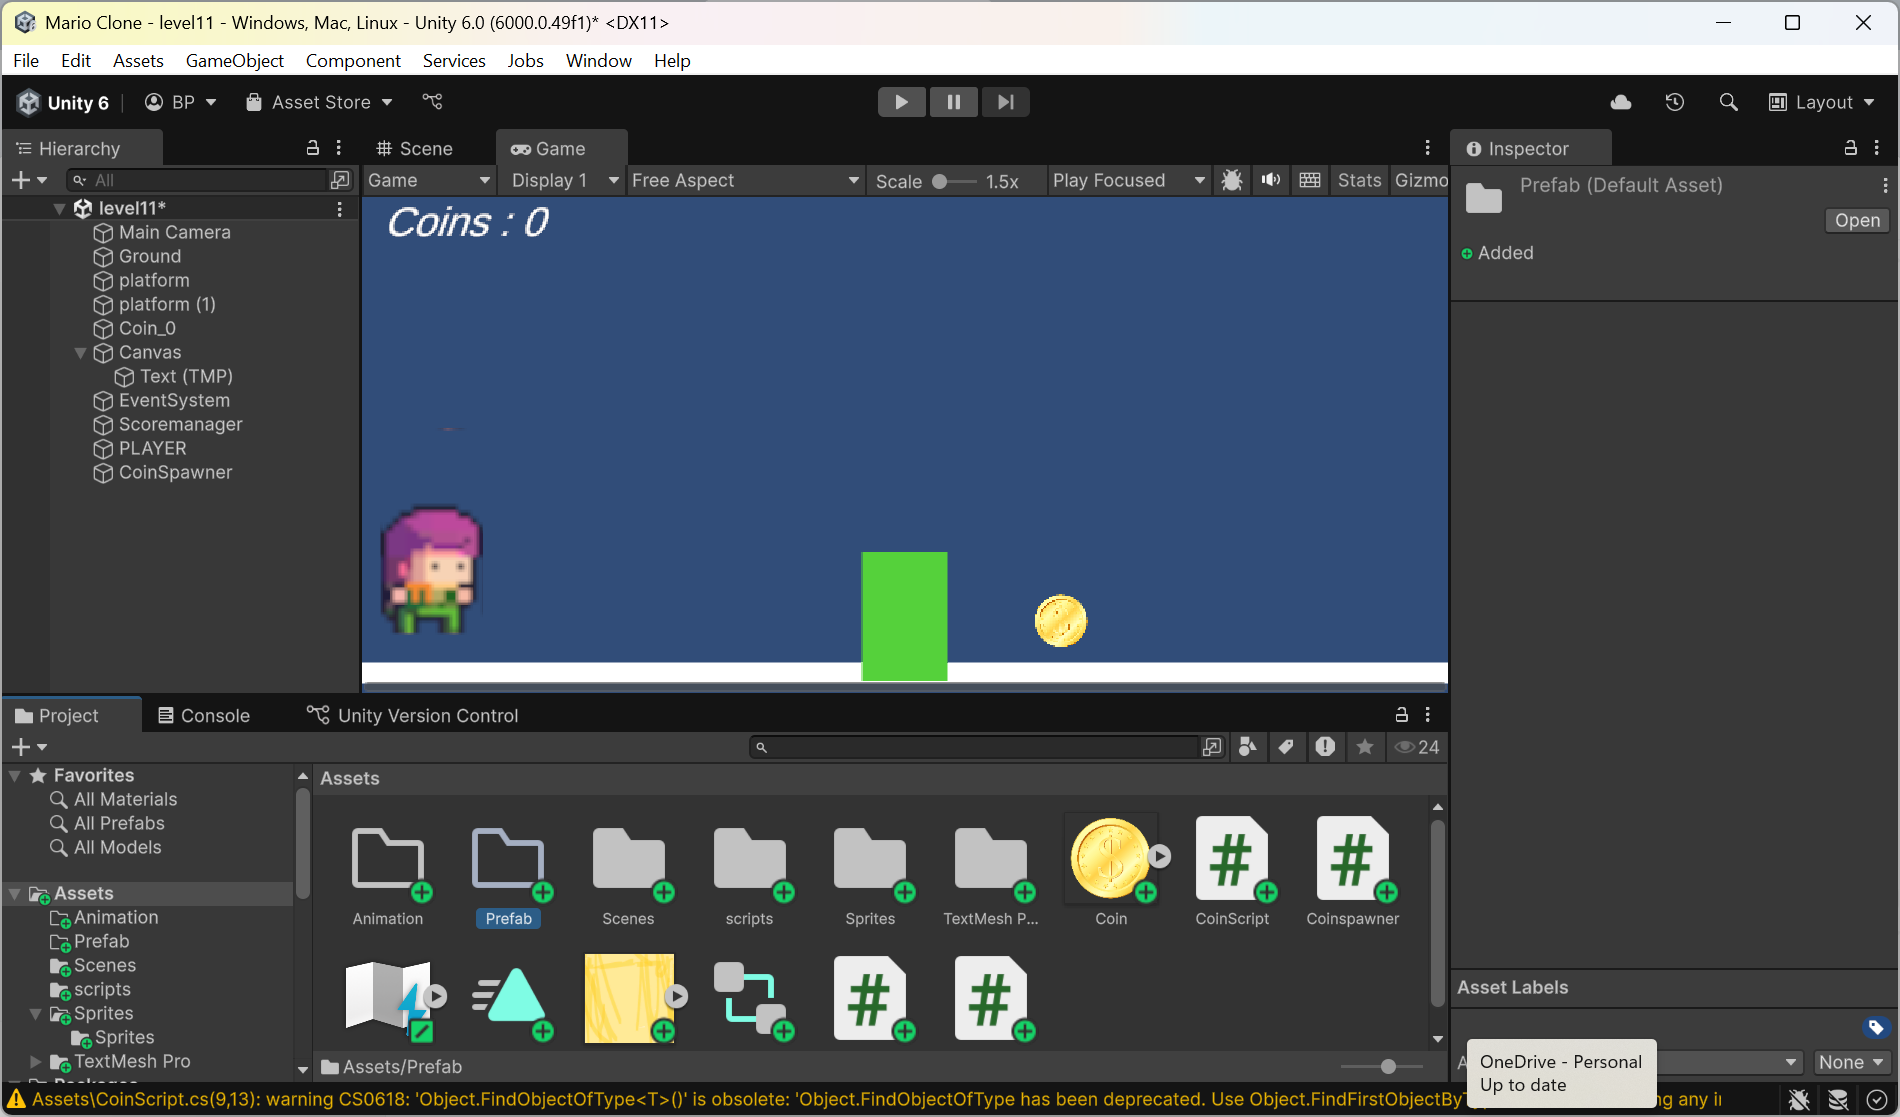 Mario Clone - level11 - Windows, Mac, Linux - Unity 6.0 (6000.0.49f1)* <DX11>
File Edit Assets GameObject Component Services Jobs Window Help
Unity 6 BP Asset Store Layout
Hierarchy
Scene Game
Inspector
All
Game Display 1 Free Aspect Scale 1.5x Play Focused Stats Gizmo
Prefab (Default Asset)
Open
Added
level11*
Main Camera
Ground
platform
platform (1)
Coin_0
Canvas
Text (TMP)
EventSystem
Scoremanager
PLAYER
CoinSpawner
Coins : 0
Project Console Unity Version Control
24
Favorites
All Materials
All Prefabs
All Models
Assets
Animation
Prefab
Scenes
scripts
Sprites
Sprites
TextMesh Pro
Assets
Animation Prefab Scenes scripts Sprites TextMesh P... Coin CoinScript Coinspawner
Assets/Prefab
Asset Labels
None
OneDrive - Personal
Up to date
Assets\CoinScript.cs(9,13): warning CS0618: 'Object.FindObjectOfType<T>()' is obsolete: 'Object.FindObjectOfType has been deprecated. Use Object.FindFirstObjectByTy